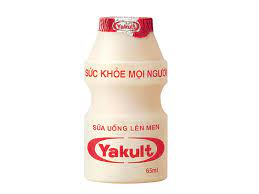 Yakult
SỨC KHỎE MỌI NGƯỜI
SỮA UỐNG LÊN MEN
Yakult
65ml